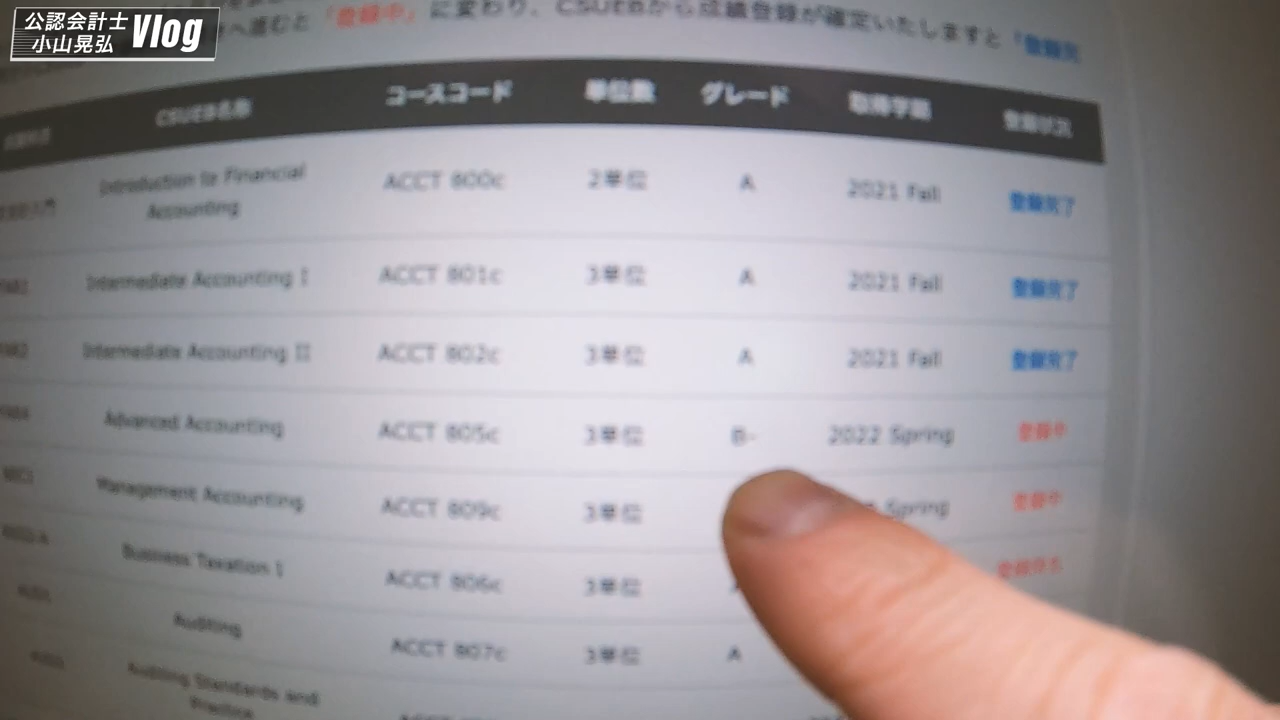 公認会計士
小山晃弘
Vlog
へ進むと「登録中」に変わり、CSUEBから成績登録が確定いたしますと「登録完
CSUEB名称 コースコード 単位数 グレード 取得学期 登録状況
Introduction to Financial Accounting ACCT 800c 2単位 A 2021 Fall 登録完了
Intermediate Accounting I ACCT 801c 3単位 A 2021 Fall 登録完了
Intermediate Accounting II ACCT 802c 3単位 A 2021 Fall 登録完了
Advanced Accounting ACCT 805c 3単位 B- 2022 Spring 登録中
Management Accounting ACCT 809c 3単位 Spring 登録中
Business Taxation I ACCT 806c 3単位
Auditing ACCT 807c 3単位 A
Auditing Standards and Practice